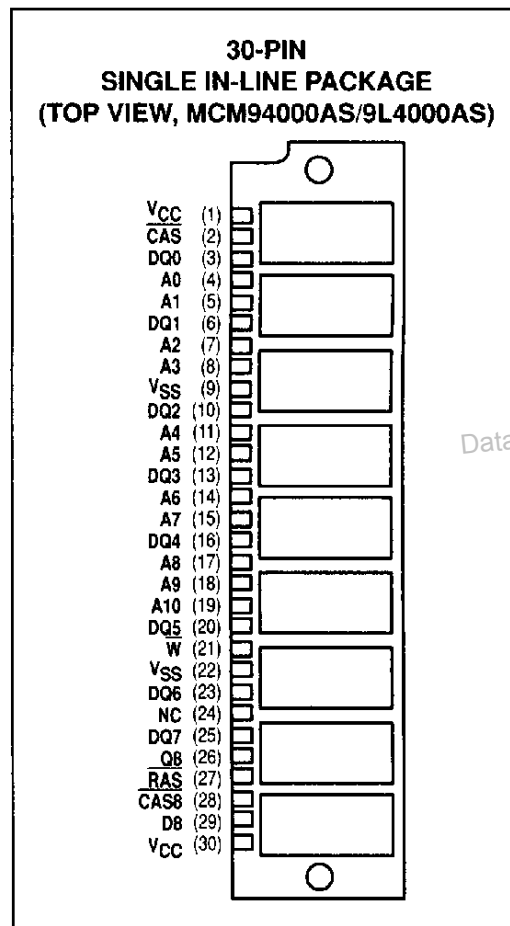 30-PIN
SINGLE IN-LINE PACKAGE
(TOP VIEW, MCM94000AS/9L4000AS)
VCC (1)
C̅A̅S̅ (2)
DQ0 (3)
A0 (4)
A1 (5)
DQ1 (6)
A2 (7)
A3 (8)
VSS (9)
DQ2 (10)
A4 (11)
A5 (12)
DQ3 (13)
A6 (14)
A7 (15)
DQ4 (16)
A8 (17)
A9 (18)
A10 (19)
DQ5 (20)
W̅ (21)
VSS (22)
DQ6 (23)
NC (24)
DQ7 (25)
Q8 (26)
R̅A̅S̅ (27)
C̅A̅S̅8̅ (28)
D8 (29)
VCC (30)
Data